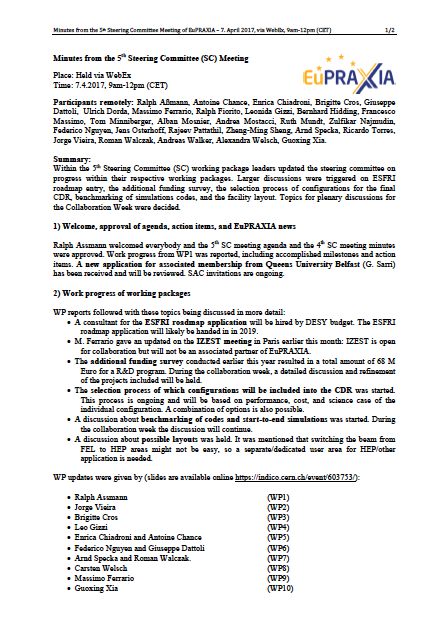 Minutes from the 5th Steering Committee Meeting of EuPRAXIA – 7. April 2017, via WebEx, 9am-12pm (CET) 1/2
Minutes from the 5th Steering Committee (SC) Meeting
EuPRAXIA
Place: Held via WebEx
Time: 7.4.2017, 9am-12pm (CET)
Participants remotely: Ralph Aßmann, Antoine Chance, Enrica Chiadroni, Brigitte Cros, Giuseppe
Dattoli, Ulrich Dorda, Massimo Ferrario, Ralph Fiorito, Leonida Gizzi, Bernhard Hidding, Francesco
Massimo, Tom Minniberger, Alban Mosnier, Andrea Mostacci, Ruth Mundt, Zulfikar Najmudin,
Federico Nguyen, Jens Osterhoff, Rajeev Pattathil, Zheng-Ming Sheng, Arnd Specka, Ricardo Torres,
Jorge Vieira, Roman Walczak, Andreas Walker, Alexandra Welsch, Guoxing Xia.
Summary:
Within the 5th Steering Committee (SC) working package leaders updated the steering committee on
progress within their respective working packages. Larger discussions were triggered on ESFRI
roadmap entry, the additional funding survey, the selection process of configurations for the final
CDR, benchmarking of simulations codes, and the facility layout. Topics for plenary discussions for
the Collaboration Week were decided.
1) Welcome, approval of agenda, action items, and EuPRAXIA news
Ralph Assmann welcomed everybody and the 5th SC meeting agenda and the 4th SC meeting minutes
were approved. Work progress from WP1 was reported, including accomplished milestones and action
items. A new application for associated membership from Queens University Belfast (G. Sarri)
has been received and will be reviewed. SAC invitations are ongoing.
2) Work progress of working packages
WP reports followed with these topics being discussed in more detail:
• A consultant for the ESFRI roadmap application will be hired by DESY budget. The ESFRI
roadmap application will likely be handed in in 2019.
• M. Ferrario gave an updated on the IZEST meeting in Paris earlier this month: IZEST is open
for collaboration but will not be an associated partner of EuPRAXIA.
• The additional funding survey conducted earlier this year resulted in a total amount of 68 M
Euro for a R&D program. During the collaboration week, a detailed discussion and refinement
of the projects included will be held.
• The selection process of which configurations will be included into the CDR was started.
This process is ongoing and will be based on performance, cost, and science case of the
individual configuration. A combination of options is also possible.
• A discussion about benchmarking of codes and start-to-end simulations was started. During
the collaboration week the discussion will continue.
• A discussion about possible layouts was held. It was mentioned that switching the beam from
FEL to HEP areas might not be easy, so a separate/dedicated user area for HEP/other
application is needed.
WP updates were given by (slides are available online https://indico.cern.ch/event/603753/):
• Ralph Assmann (WP1)
• Jorge Vieira (WP2)
• Brigitte Cros (WP3)
• Leo Gizzi (WP4)
• Enrica Chiadroni and Antoine Chance (WP5)
• Federico Nguyen and Giuseppe Dattoli (WP6)
• Arnd Specka and Roman Walczak. (WP7)
• Carsten Welsch (WP8)
• Massimo Ferrario (WP9)
• Guoxing Xia (WP10)